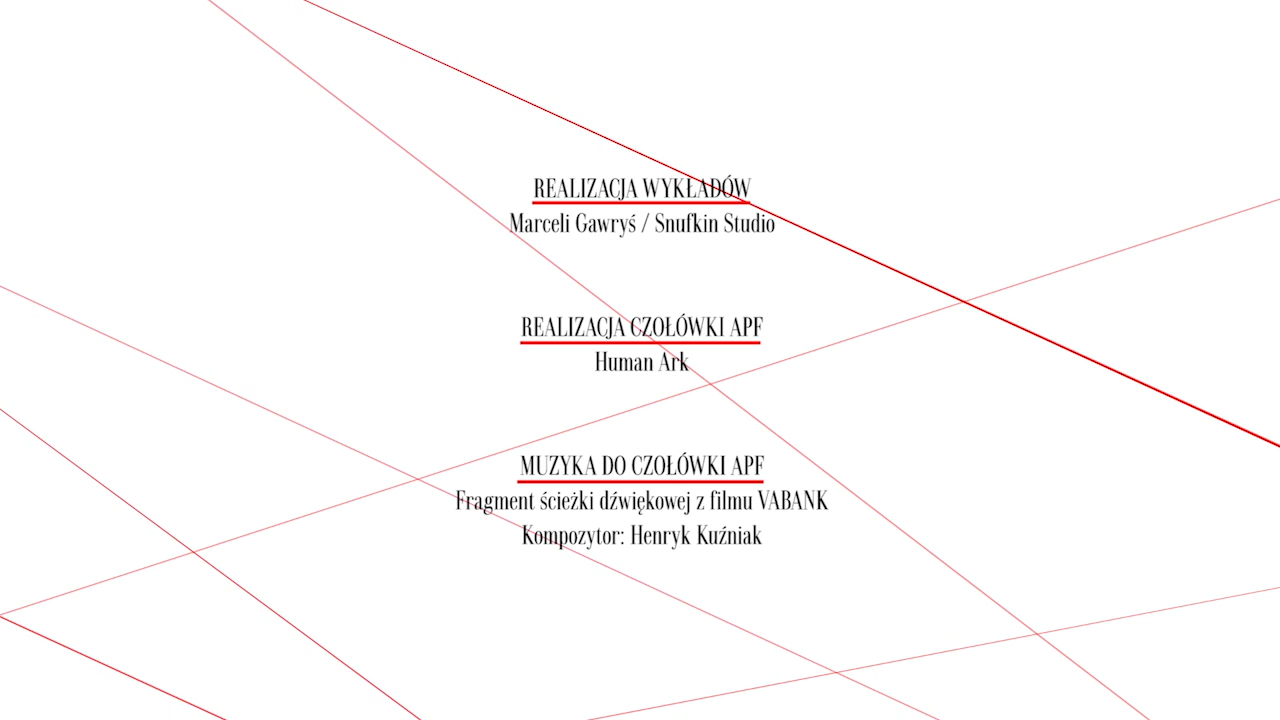 REALIZACJA WYKŁADÓW
Marceli Gawryś / Snufkin Studio
REALIZACJA CZOŁÓWKI APF
Human Ark
MUZYKA DO CZOŁÓWKI APF
Fragment ścieżki dźwiękowej z filmu VABANK
Kompozytor: Henryk Kuźniak